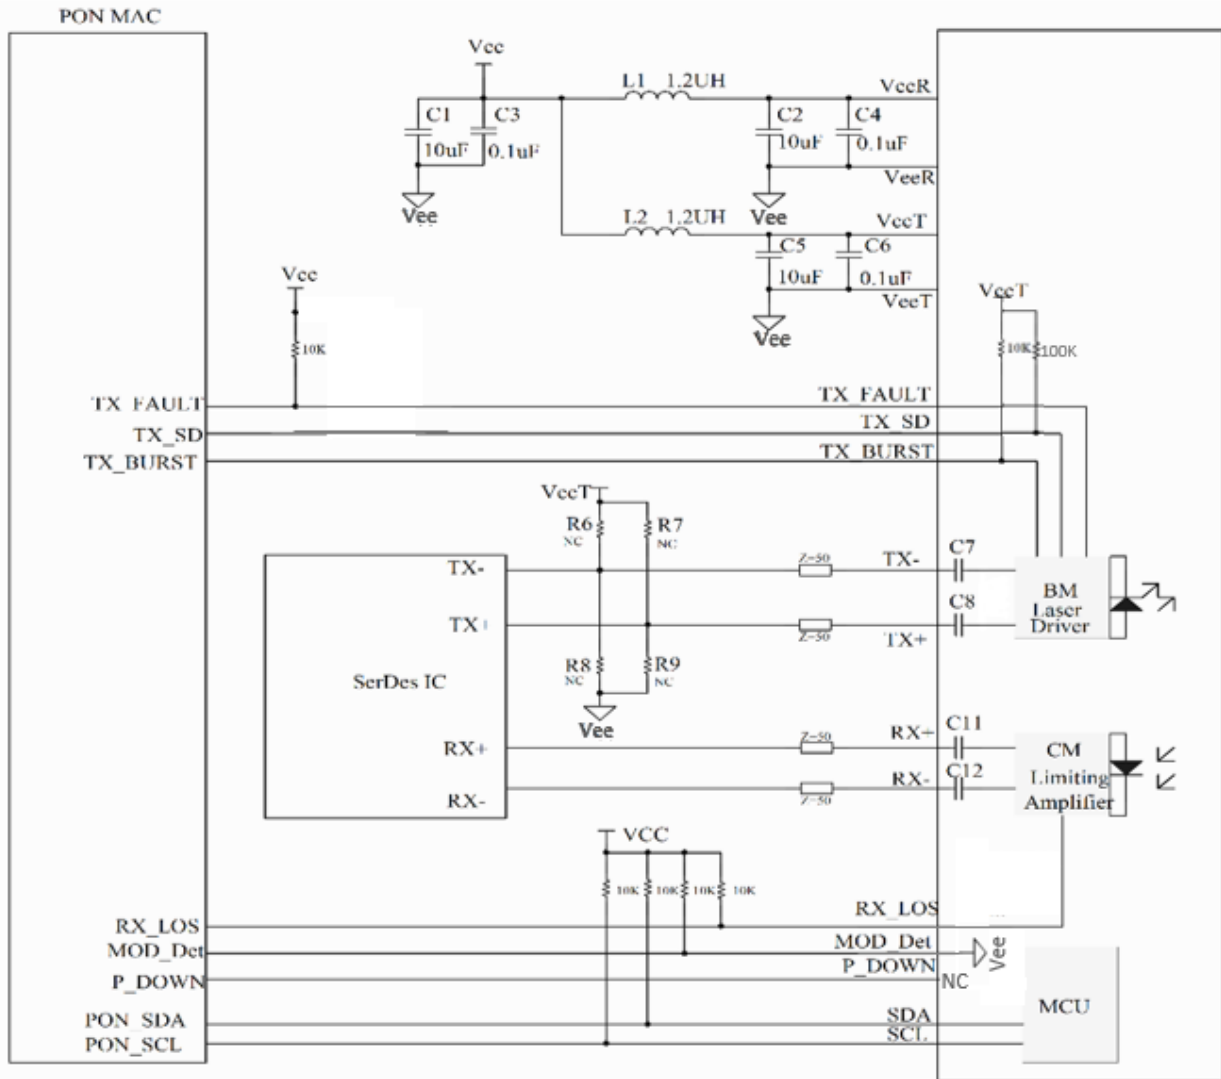 PON MAC
Vcc
L1 1.2UH
VccR
C1
C3
C2
C4
10uF
0.1uF
10uF
0.1uF
VeeR
Vee
Vee
L2 1.2UH
VccT
C5
C6
10uF
0.1uF
VeeT
Vee
Vcc
VccT
10K
10K
100K
TX_FAULT
TX_FAULT
TX_SD
TX_SD
TX_BURST
TX_BURST
VccT
R6
NC
R7
NC
TX-
Z=50
TX-
C7
BM
Laser
Driver
TX+
Z=50
TX+
C8
R8
NC
R9
NC
SerDes IC
Vee
RX+
Z=50
RX+
C11
CM
Limiting
Amplifier
RX-
Z=50
RX-
C12
VCC
10K
10K
10K
10K
RX_LOS
RX_LOS
MOD_Det
MOD_Det
Vee
P_DOWN
P_DOWN
NC
MCU
PON_SDA
SDA
PON_SCL
SCL